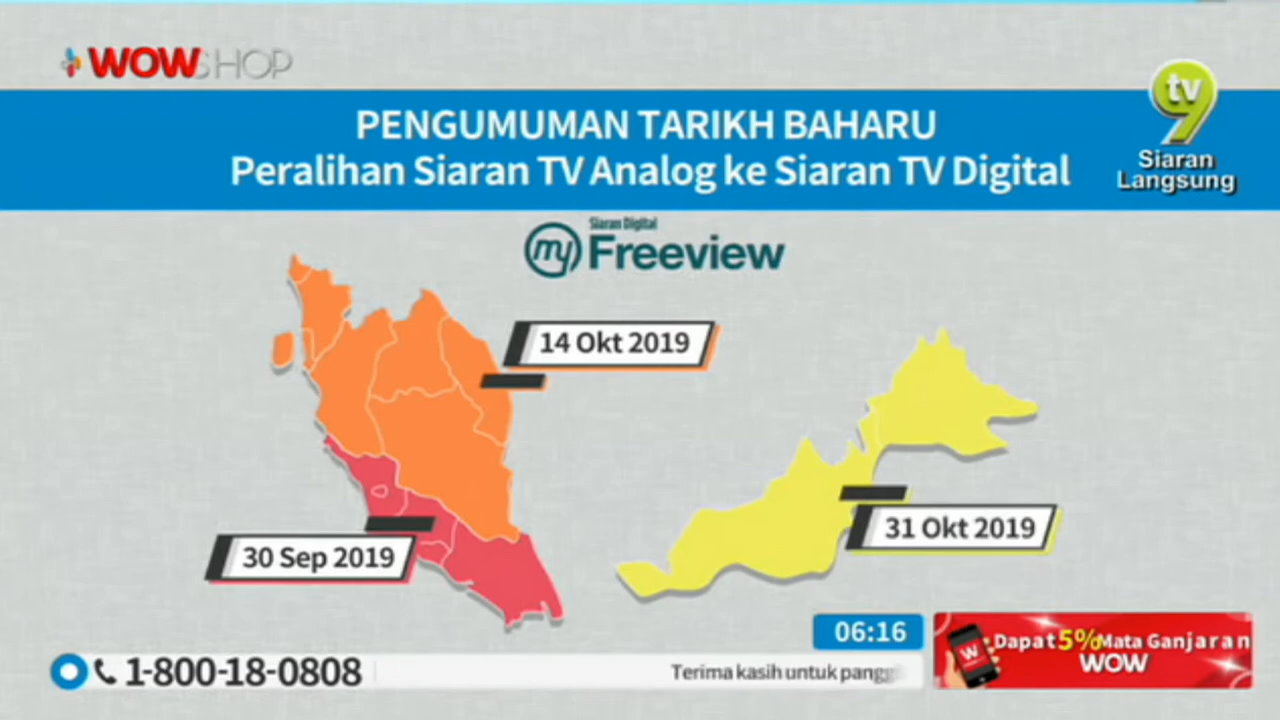 WOWSHOP
PENGUMUMAN TARIKH BAHARU
Peralihan Siaran TV Analog ke Siaran TV Digital
tv9
Siaran
Langsung
Siaran Digital
my Freeview
14 Okt 2019
31 Okt 2019
30 Sep 2019
06:16
1-800-18-0808
Terima kasih untuk
Dapat 5% Mata Ganjaran
WOW